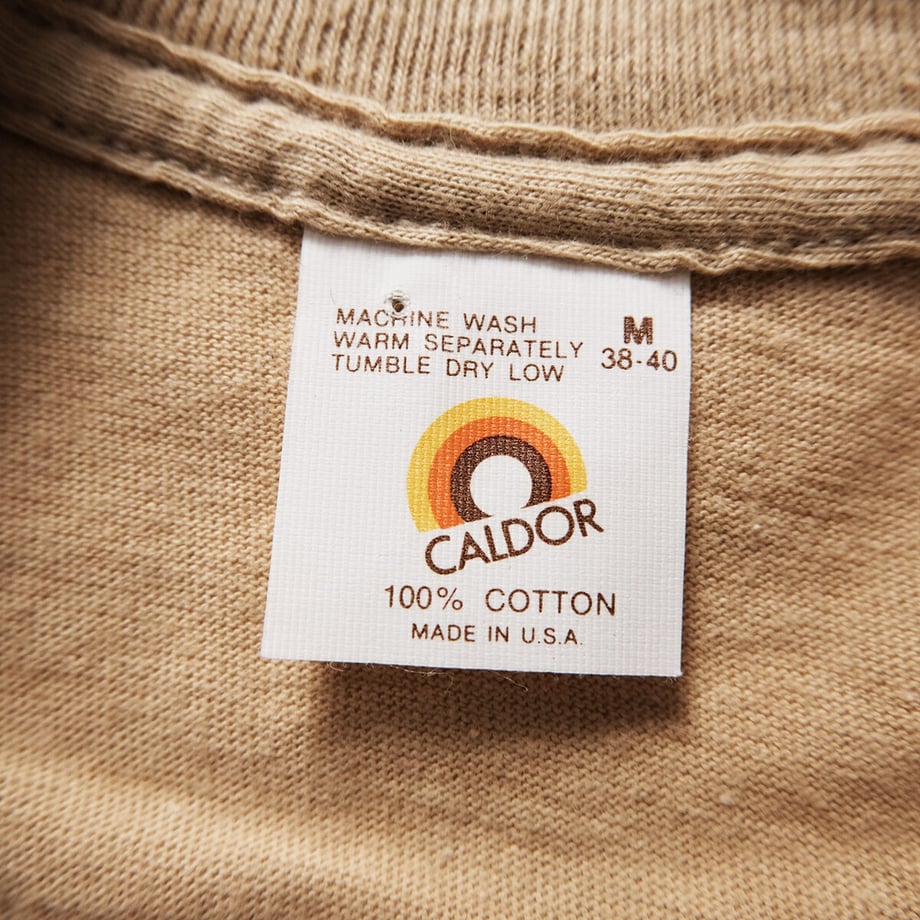 MACHINE WASH
WARM SEPARATELY
TUMBLE DRY LOW
M
38-40
CALDOR
100% COTTON
MADE IN U.S.A.